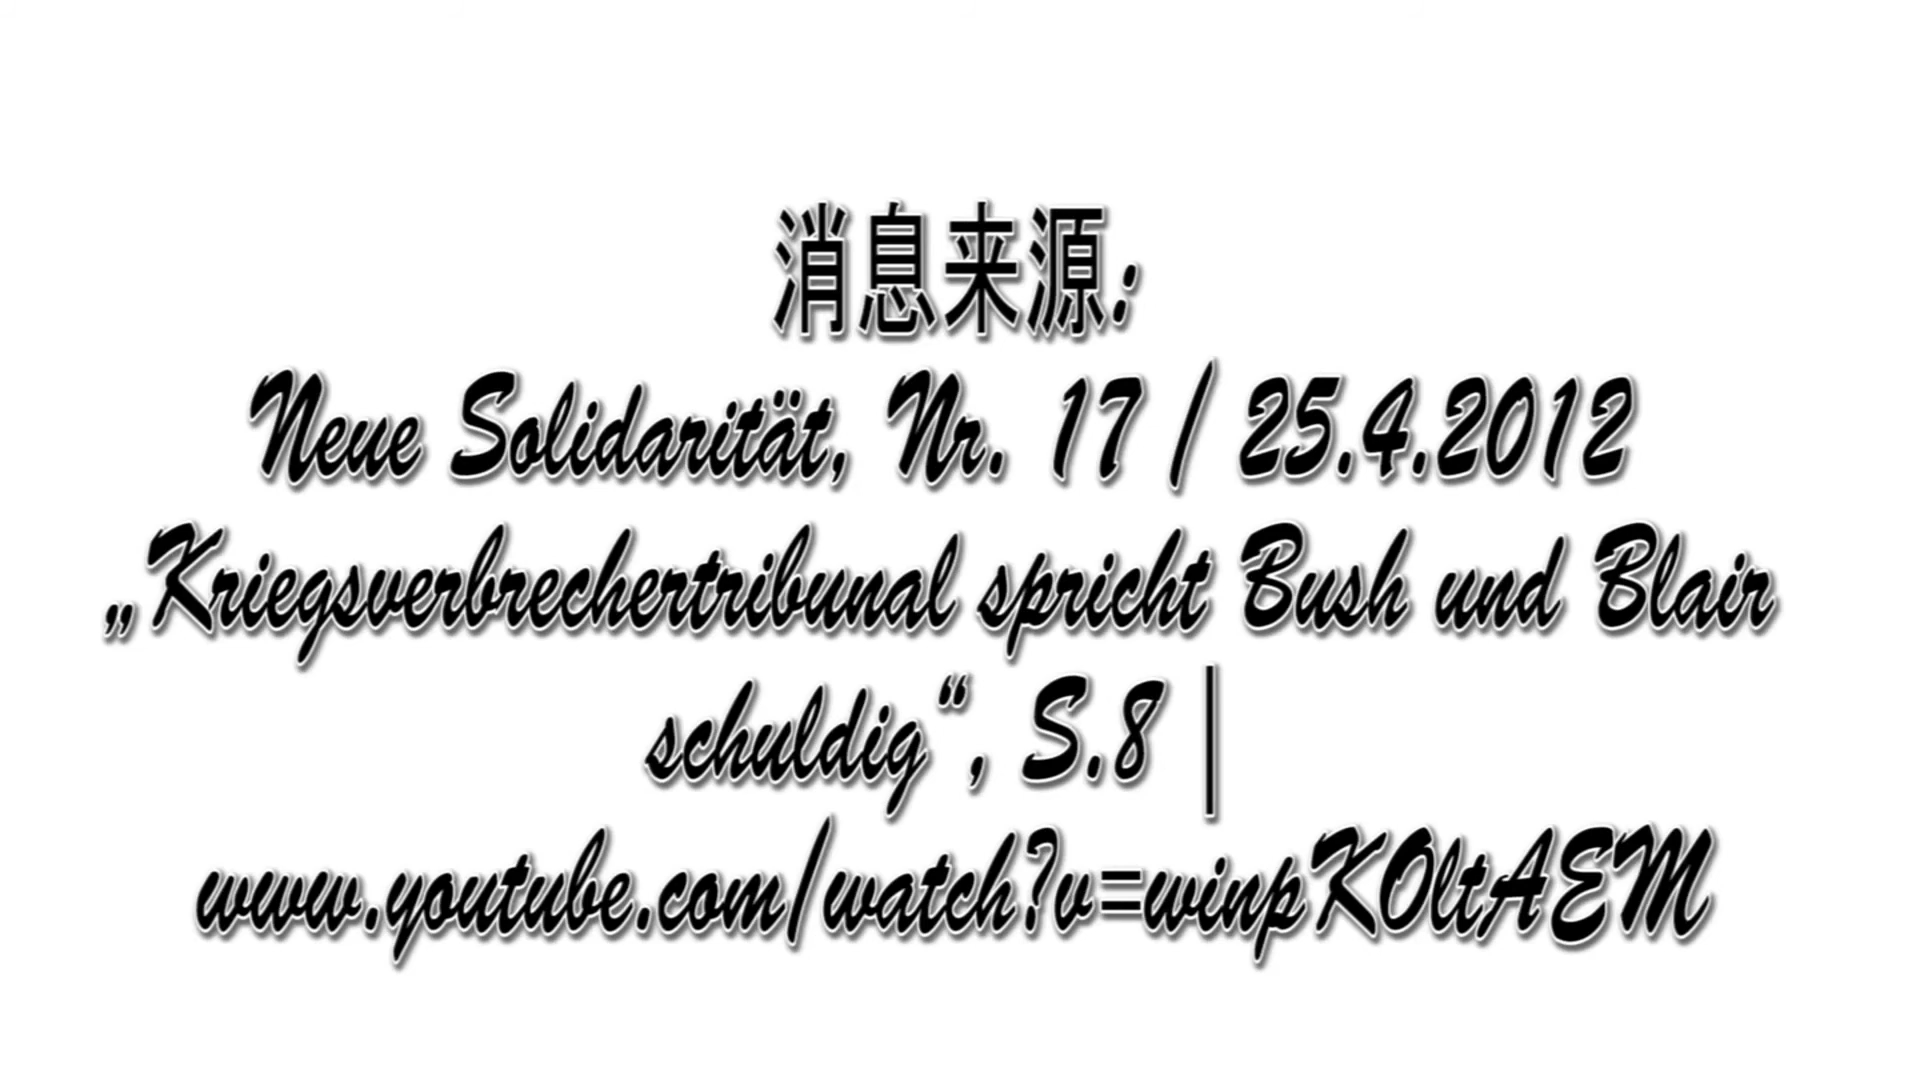 消息来源:
Neue Solidarität, Nr. 17 / 25.4.2012
„Kriegsverbrechertribunal spricht Bush und Blair
schuldig“, S.8 |
www.youtube.com/watch?v=winpKOltAEM